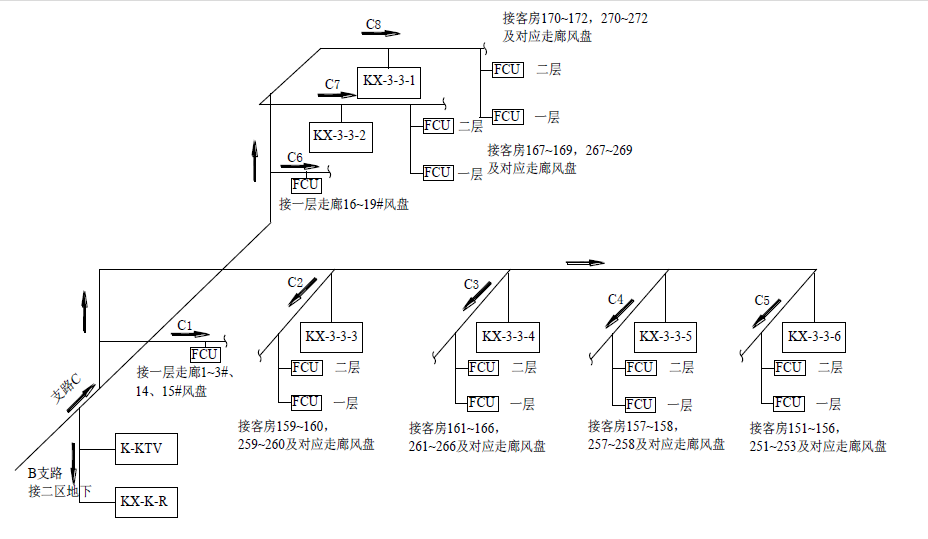 C8
接客房170~172，270~272
及对应走廊风盘
KX-3-3-1
FCU 二层
C7
FCU 一层
KX-3-3-2
FCU 二层
接客房167~169，267~269
及对应走廊风盘
C6
FCU 一层
FCU
接一层走廊16~19#风盘
C2
C3
C4
C5
C1
FCU
KX-3-3-3
KX-3-3-4
KX-3-3-5
KX-3-3-6
接一层走廊1~3#、
14、15#风盘
FCU 二层
FCU 二层
FCU 二层
FCU 二层
支路C
FCU 一层
FCU 一层
FCU 一层
FCU 一层
接客房159~160，
259~260及对应走廊风盘
接客房161~166，
261~266及对应走廊风盘
接客房157~158，
257~258及对应走廊风盘
接客房151~156，
251~253及对应走廊风盘
K-KTV
B支路
接二区地下
KX-K-R